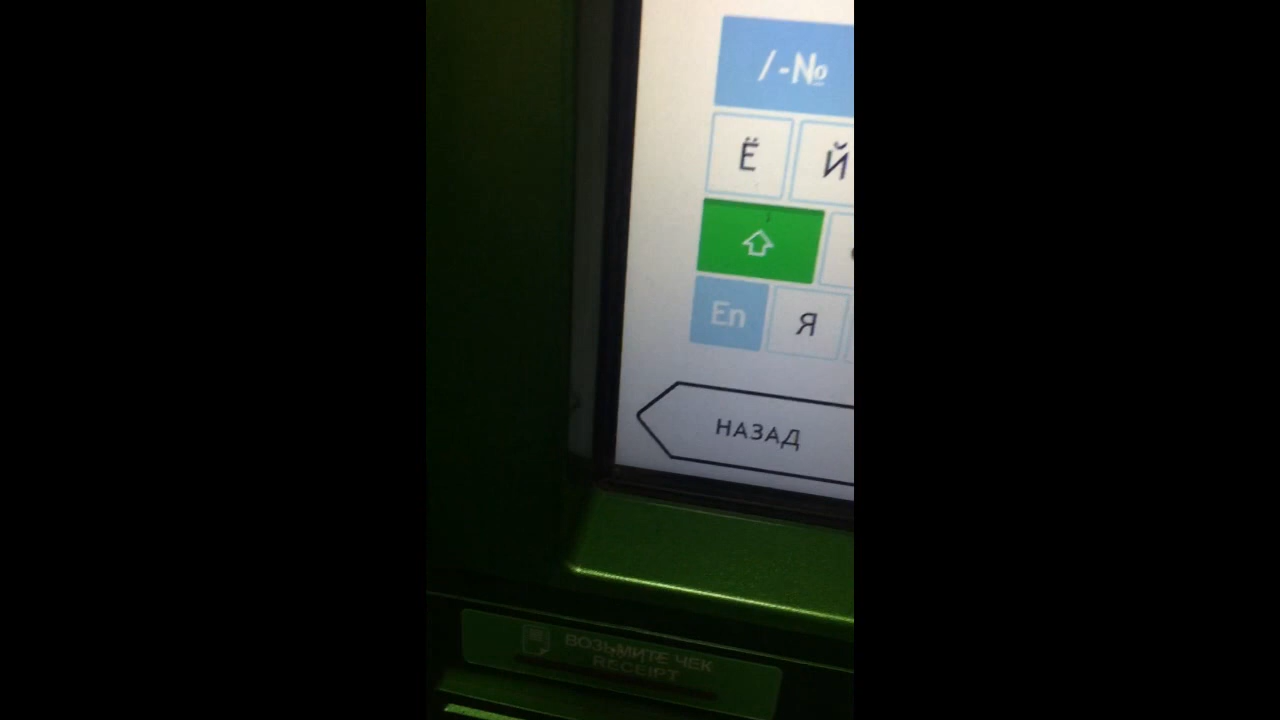 /-№
Ё Й
En Я
НАЗАД
ВОЗЬМИТЕ ЧЕК
RECEIPT